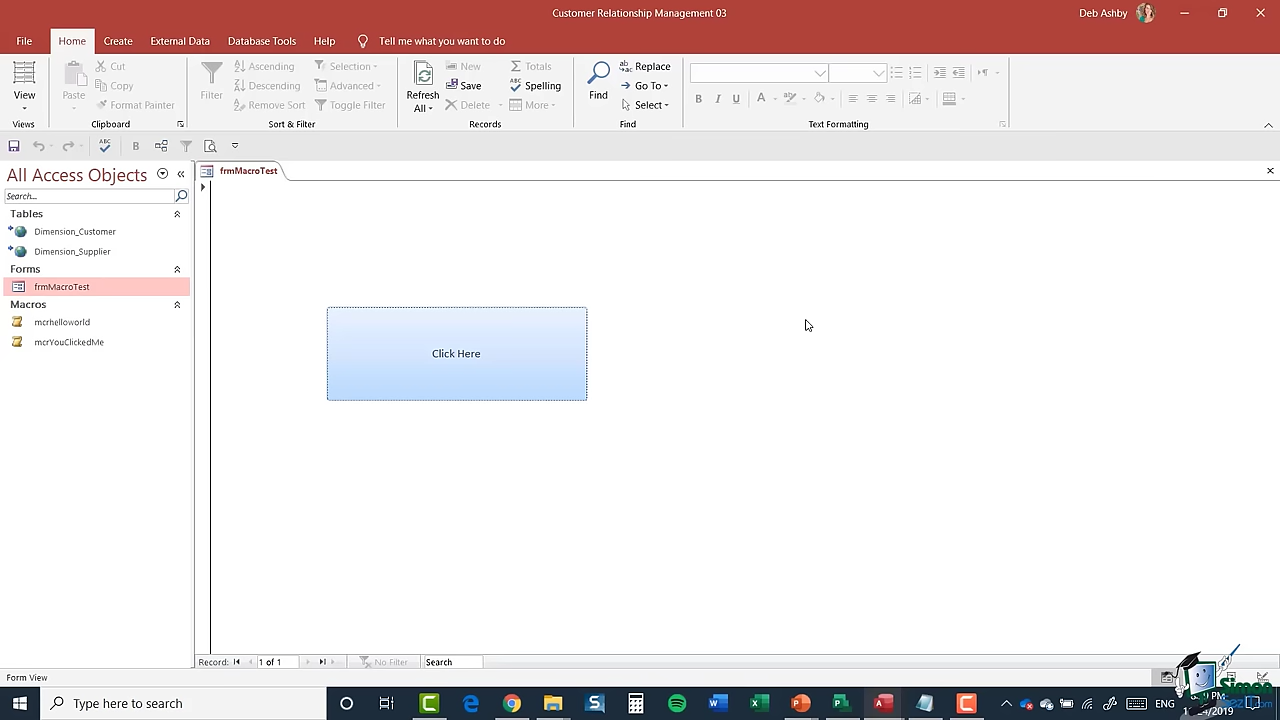 Customer Relationship Management 03
Deb Ashby
File Home Create External Data Database Tools Help Tell me what you want to do
View
Views
Paste
Cut
Copy
Format Painter
Clipboard
Filter
Ascending
Descending
Remove Sort
Selection
Advanced
Toggle Filter
Sort & Filter
Refresh
All
New
Save
Delete
Totals
Spelling
More
Records
Find
Replace
Go To
Select
Find
B I U A
Text Formatting
All Access Objects
Search...
Tables
Dimension_Customer
Dimension_Supplier
Forms
frmMacroTest
Macros
mcrhelloworld
mcrYouClickedMe
frmMacroTest
Click Here
Record: 1 of 1 No Filter Search
Form View
Type here to search
ENG